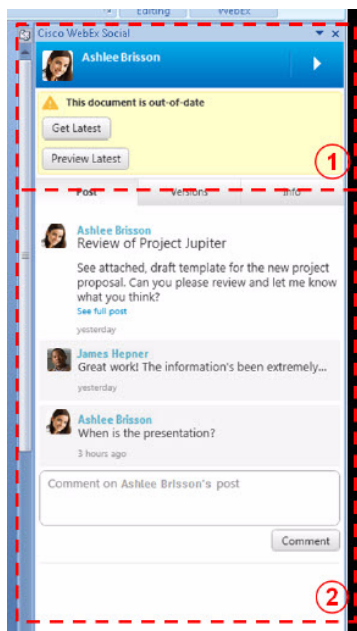 Editing WebEx
Cisco WebEx Social
Ashlee Brisson
This document is out-of-date
Get Latest
Preview Latest
1
Post Versions Info
Ashlee Brisson
Review of Project Jupiter
See attached, draft template for the new project
proposal. Can you please review and let me know
what you think?
See full post
yesterday
James Hepner
Great work! The information's been extremely...
yesterday
Ashlee Brisson
When is the presentation?
3 hours ago
Comment on Ashlee Brisson's post
Comment
2